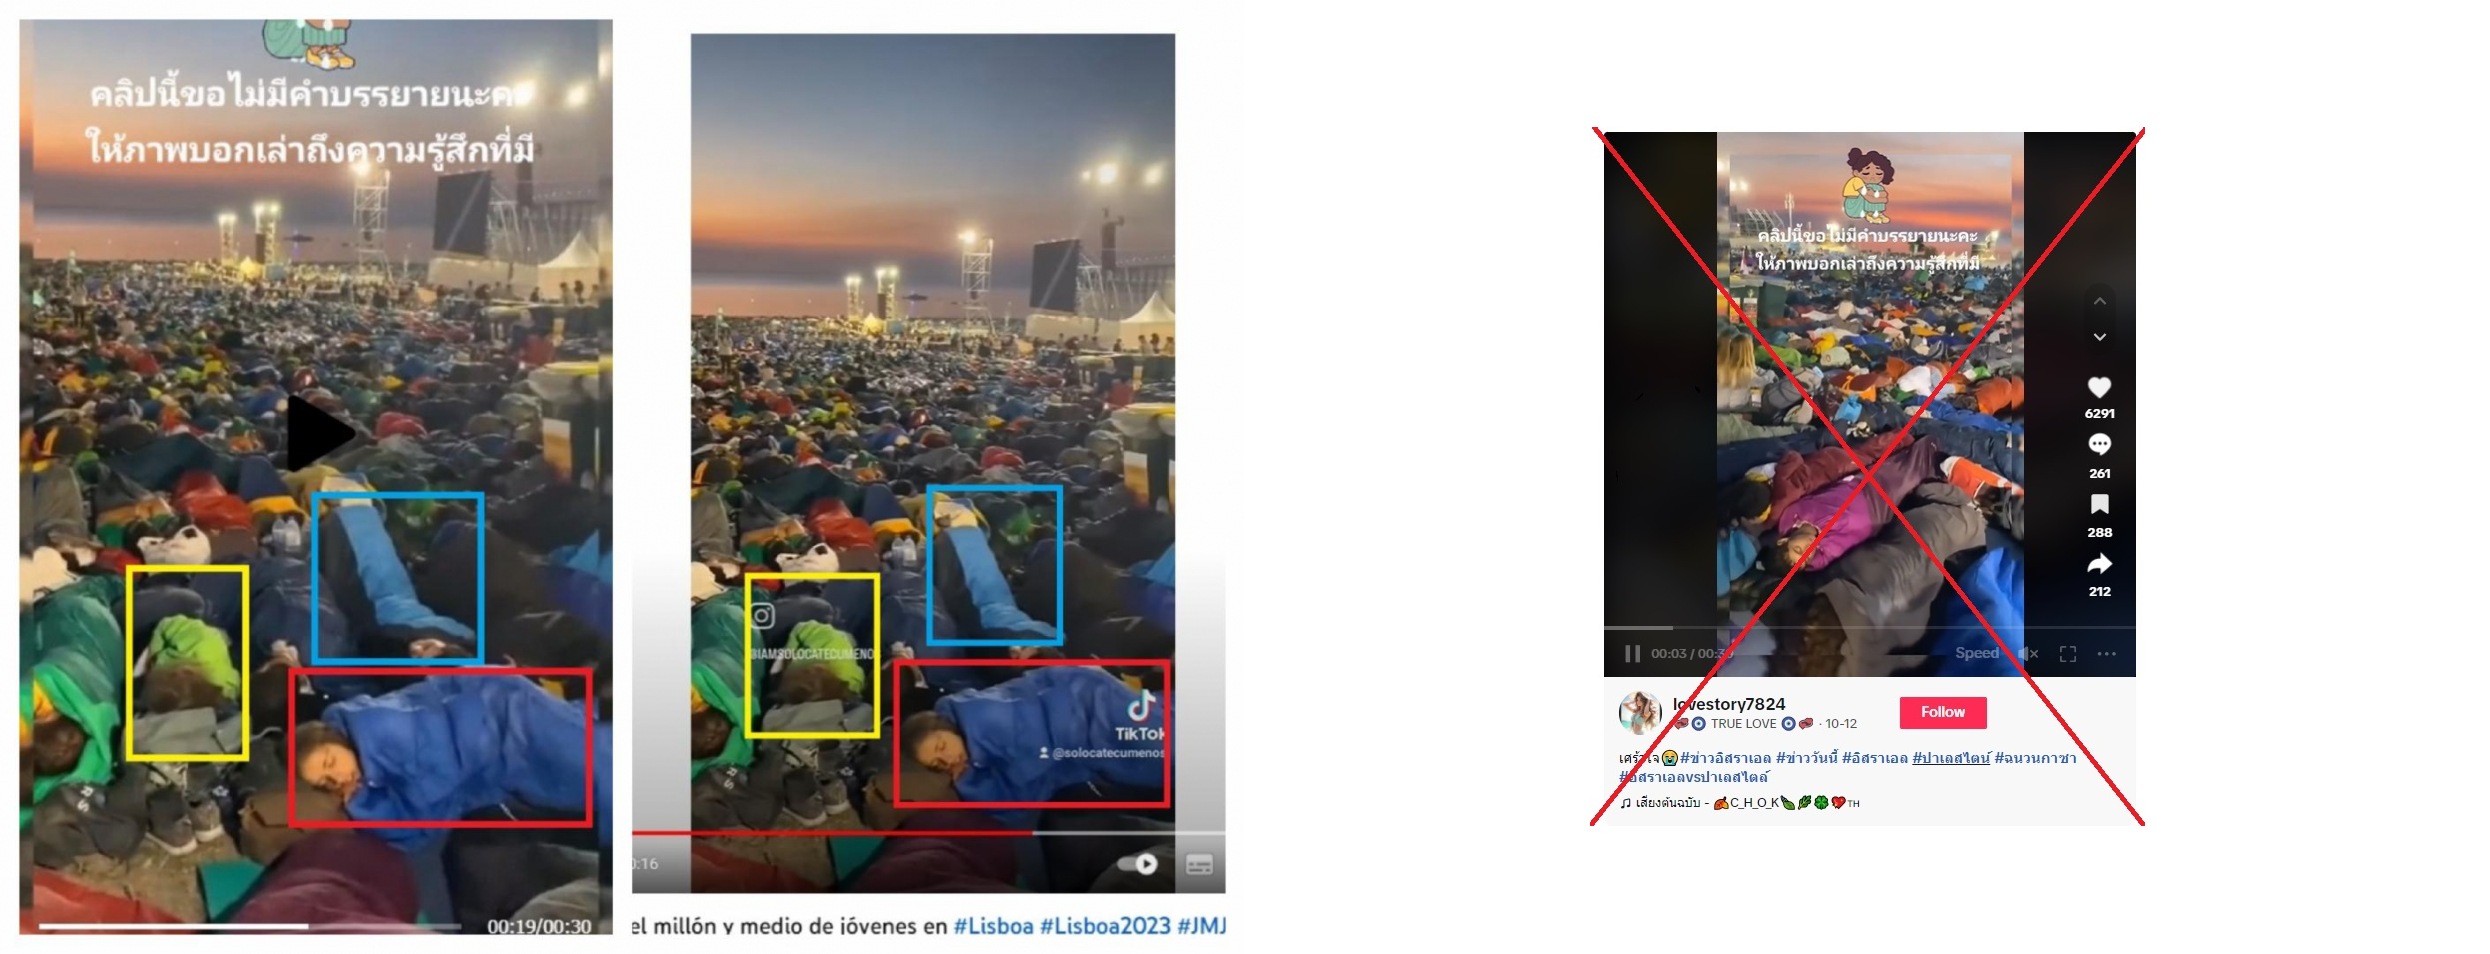 คลิปนี้ขอไม่มีคำบรรยายนะคะ
ให้ภาพบอกเล่าถึงความรู้สึกที่มี
00:19/00:30
@IAMSOLOCATECUMENOS
TikTok
@solocatecumenos
0:16
el millón y medio de jóvenes en #Lisboa #Lisboa2023 #JMJ
คลิปนี้ขอไม่มีคำบรรยายนะคะ
ให้ภาพบอกเล่าถึงความรู้สึกที่มี
6291
261
288
212
00:03 / 00:30
Speed
lovestory7824
TRUE LOVE · 10-12
Follow
เศร้าใจ #ข่าวอิสราเอล #ข่าววันนี้ #อิสราเอล #ปาเลสไตน์ #ฉนวนกาซา
#อิสราเอลvsปาเลสไตล์
เสียงต้นฉบับ - C_H_O_K TH